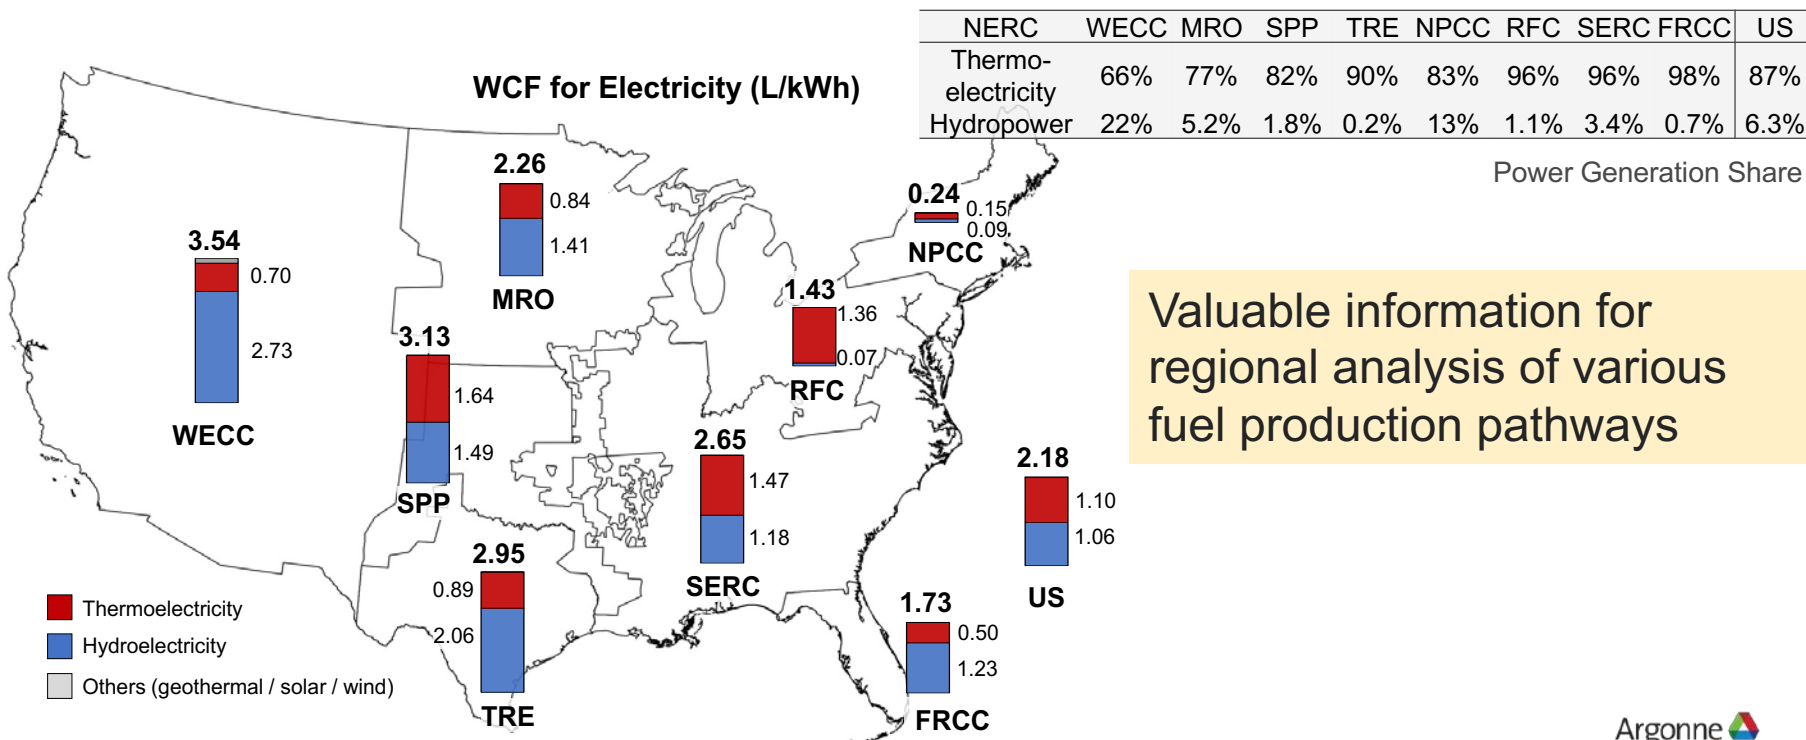 NERC WECC MRO SPP TRE NPCC RFC SERC FRCC US
Thermo-
electricity 66% 77% 82% 90% 83% 96% 96% 98% 87%
Hydropower 22% 5.2% 1.8% 0.2% 13% 1.1% 3.4% 0.7% 6.3%
Power Generation Share
WCF for Electricity (L/kWh)
3.54
0.70
2.73
WECC
2.26
0.84
1.41
MRO
3.13
1.64
1.49
SPP
2.95
0.89
2.06
TRE
0.24
0.15
0.09
NPCC
1.43
1.36
0.07
RFC
2.65
1.47
1.18
SERC
1.73
0.50
1.23
FRCC
2.18
1.10
1.06
US
Valuable information for
regional analysis of various
fuel production pathways
Thermoelectricity
Hydroelectricity
Others (geothermal / solar / wind)
Argonne